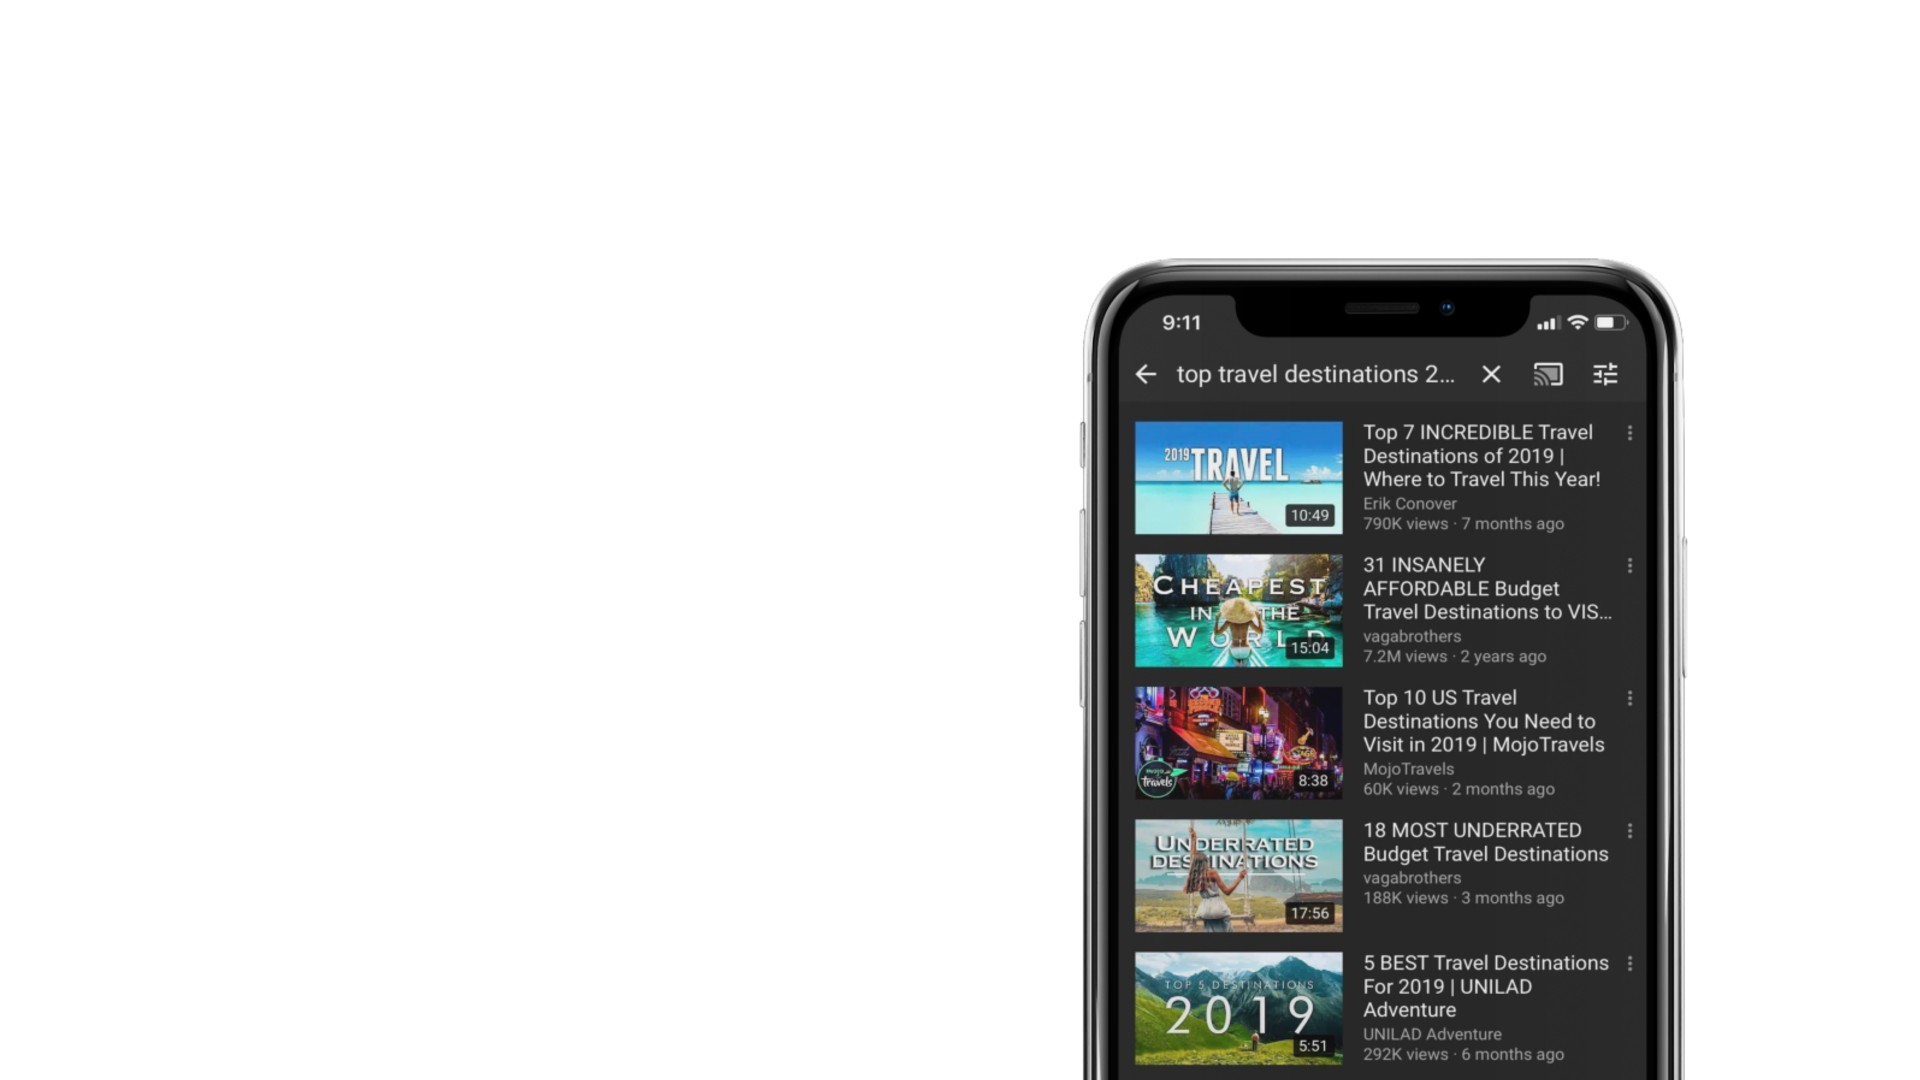 9:11
top travel destinations 2...
2019 TRAVEL
10:49
Top 7 INCREDIBLE Travel
Destinations of 2019 |
Where to Travel This Year!
Erik Conover
790K views · 7 months ago
CHEAPEST
IN THE
WORLD
15:04
31 INSANELY
AFFORDABLE Budget
Travel Destinations to VIS...
vagabrothers
7.2M views · 2 years ago
travels
8:38
Top 10 US Travel
Destinations You Need to
Visit in 2019 | MojoTravels
MojoTravels
60K views · 2 months ago
UNDERRATED
DESTINATIONS
17:56
18 MOST UNDERRATED
Budget Travel Destinations
vagabrothers
188K views · 3 months ago
TOP 5 DESTINATIONS
2019
5:51
5 BEST Travel Destinations
For 2019 | UNILAD
Adventure
UNILAD Adventure
292K views · 6 months ago